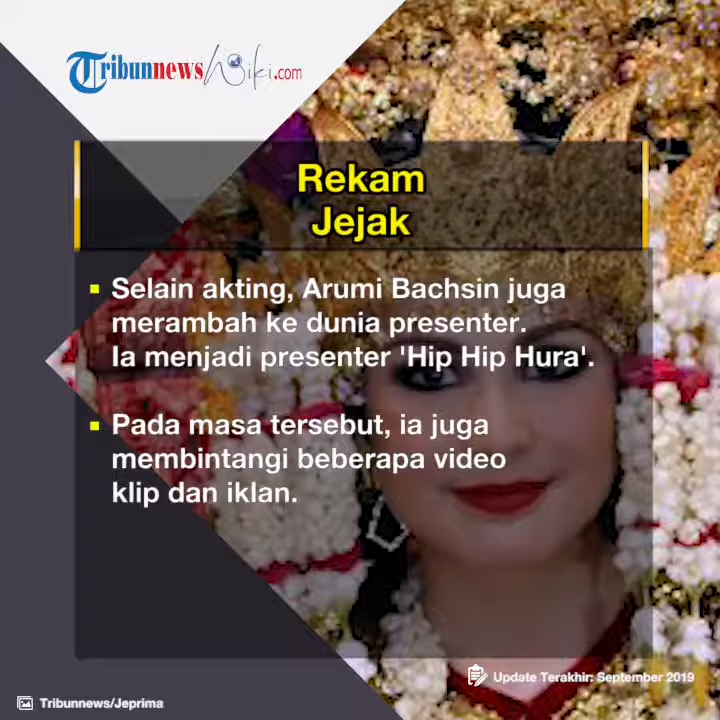 TribunnewsWiki.com
Rekam
Jejak
Selain akting, Arumi Bachsin juga
merambah ke dunia presenter.
Ia menjadi presenter 'Hip Hip Hura'.
Pada masa tersebut, ia juga
membintangi beberapa video
klip dan iklan.
Update Terakhir: September 2019
Tribunnews/Jeprima